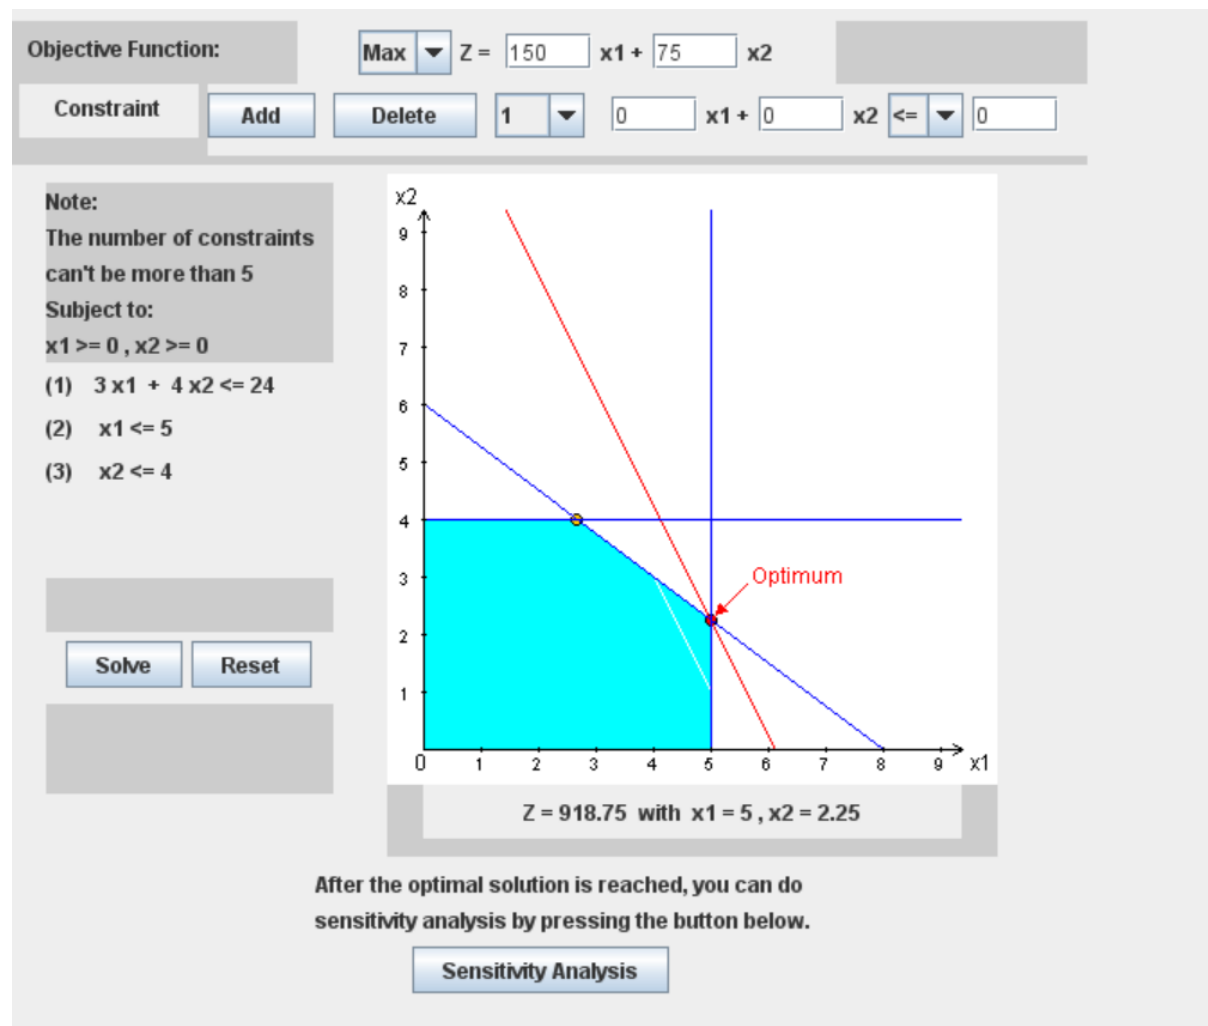 Objective Function: Max Z = 150 x1 + 75 x2
Constraint Add Delete 1 0 x1 + 0 x2 <= 0
Note:
The number of constraints
can't be more than 5
Subject to:
x1 >= 0 , x2 >= 0
(1) 3 x1 + 4 x2 <= 24
(2) x1 <= 5
(3) x2 <= 4
Solve Reset
x2
9
8
7
6
5
4
3
2
1
Optimum
0 1 2 3 4 5 6 7 8 9 x1
Z = 918.75 with x1 = 5 , x2 = 2.25
After the optimal solution is reached, you can do
sensitivity analysis by pressing the button below.
Sensitivity Analysis